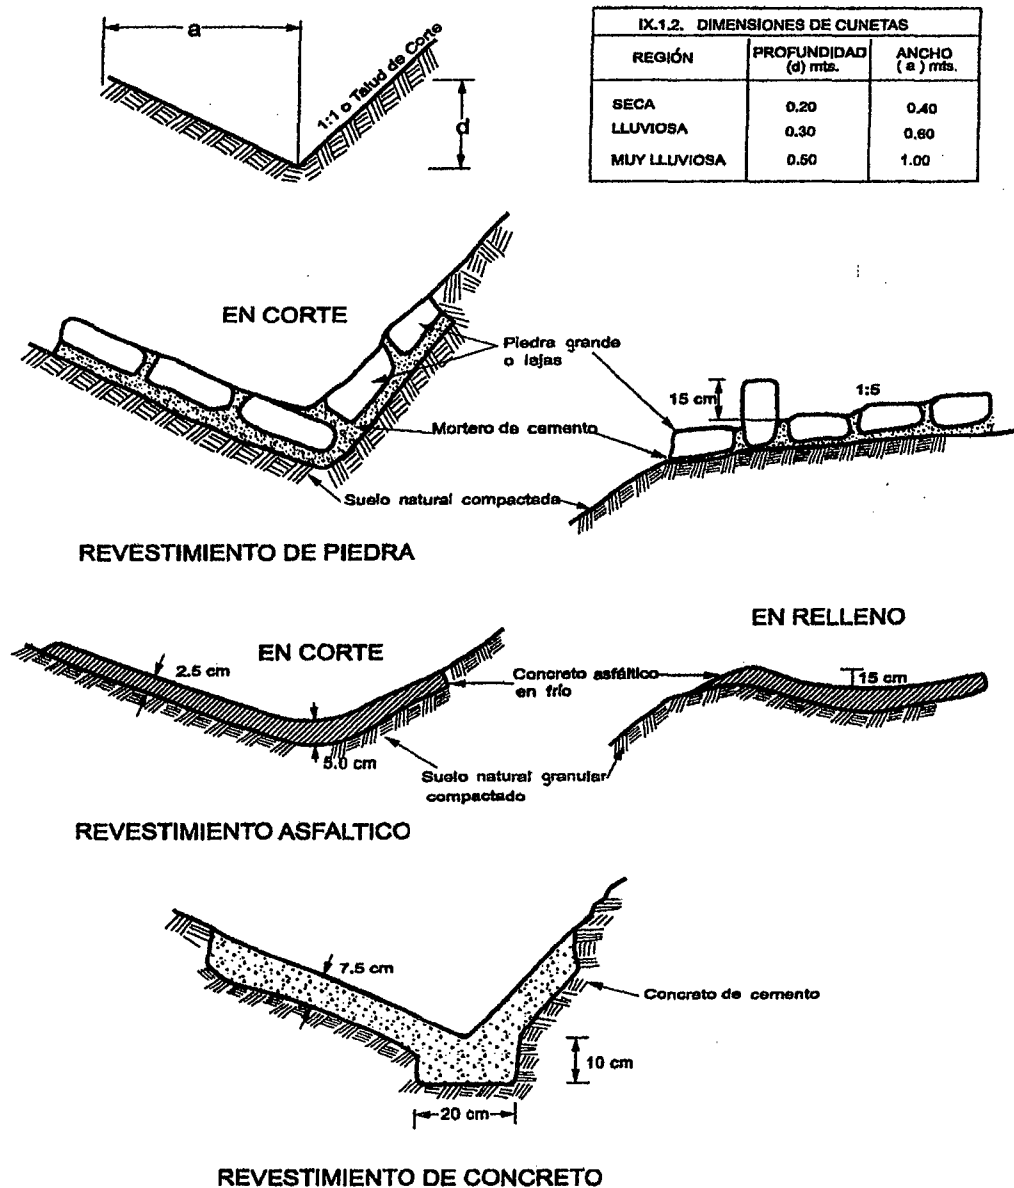 a
1:1 o Talud de Corte
d
IX.1.2. DIMENSIONES DE CUNETAS
REGIÓN PROFUNDIDAD (d) mts. ANCHO ( a ) mts.
SECA 0.20 0.40
LLUVIOSA 0.30 0.60
MUY LLUVIOSA 0.50 1.00
EN CORTE
Piedra grande
o lajas
15 cm
1:5
Mortero de cemento
Suelo natural compactada
REVESTIMIENTO DE PIEDRA
EN RELLENO
EN CORTE
2.5 cm
Concreto asfáltico
en frío
15 cm
5.0 cm
Suelo natural granular
compactado
REVESTIMIENTO ASFALTICO
7.5 cm
Concreto de cemento
10 cm
20 cm
REVESTIMIENTO DE CONCRETO